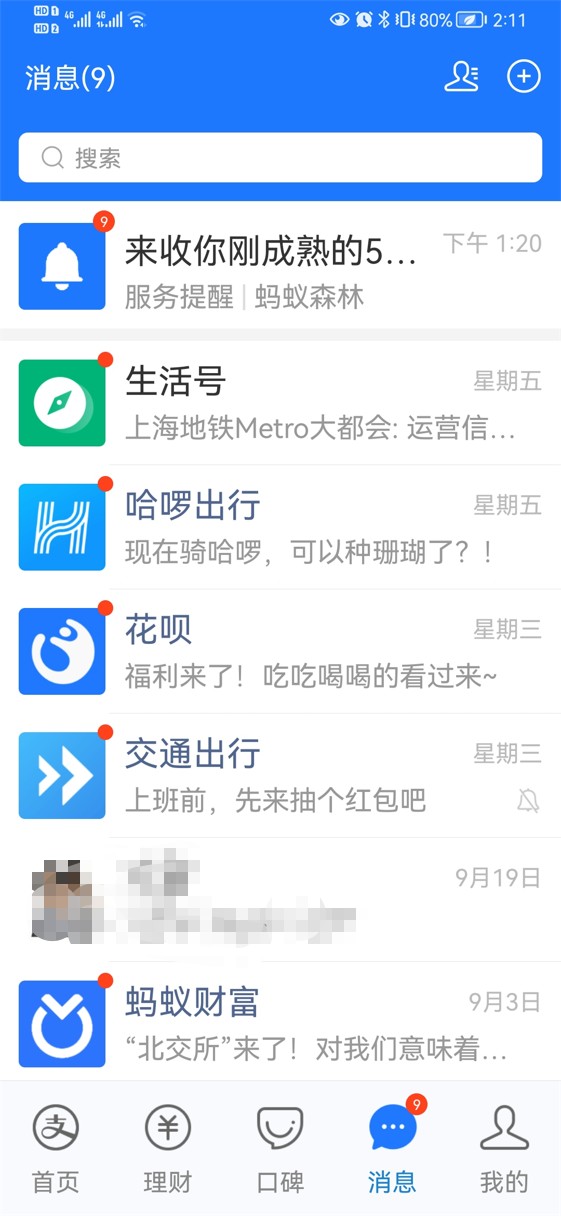 HD 1 4G 4G 80% 2:11
HD 2
消息(9)
搜索
9
来收你刚成熟的5... 下午 1:20
服务提醒 | 蚂蚁森林
生活号 星期五
上海地铁Metro大都会: 运营信...
哈啰出行 星期五
现在骑哈啰，可以种珊瑚了？！
花呗 星期三
福利来了！吃吃喝喝的看过来~
交通出行 星期三
上班前，先来抽个红包吧
9月19日
蚂蚁财富 9月3日
“北交所”来了！对我们意味着...
9
首页 理财 口碑 消息 我的